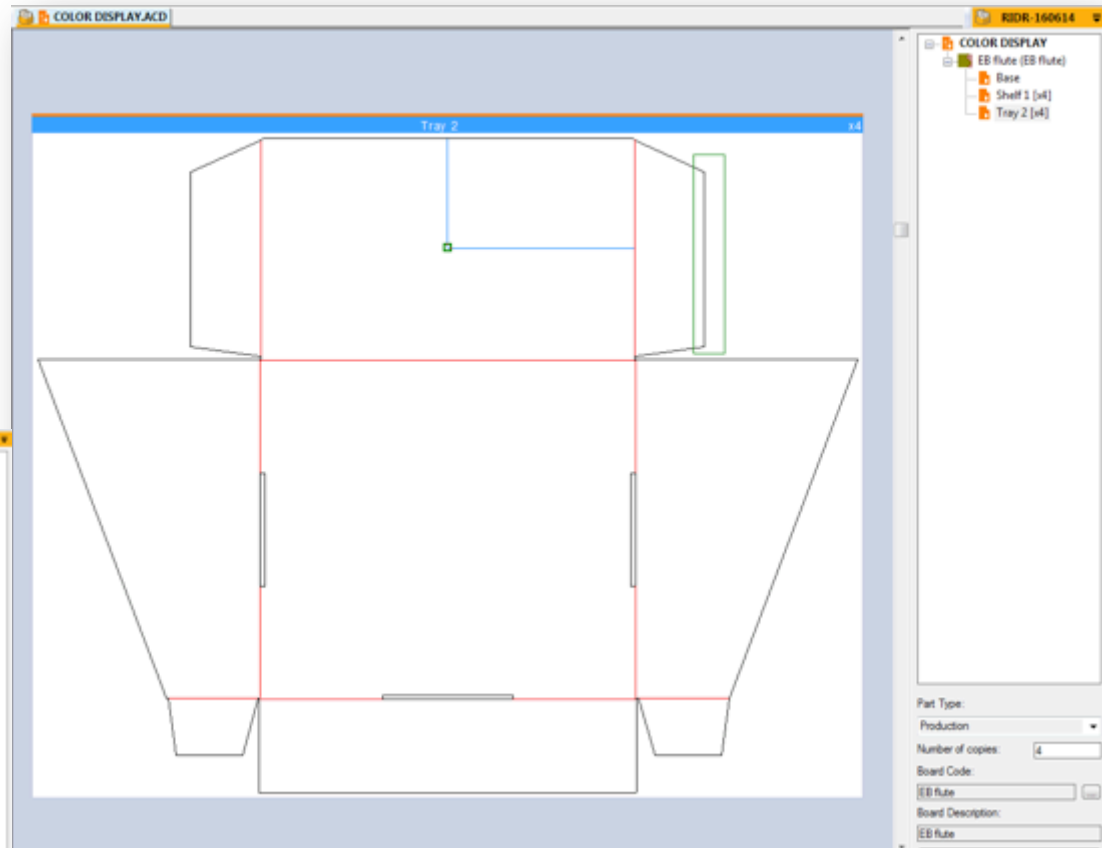 COLOR DISPLAY.ACD
RIDR-160614
COLOR DISPLAY
EB flute (EB flute)
Base
Shelf 1 [x4]
Tray 2 [x4]
Tray 2
x4
Part Type:
Production
Number of copies:
4
Board Code:
EB flute
...
Board Description:
EB flute